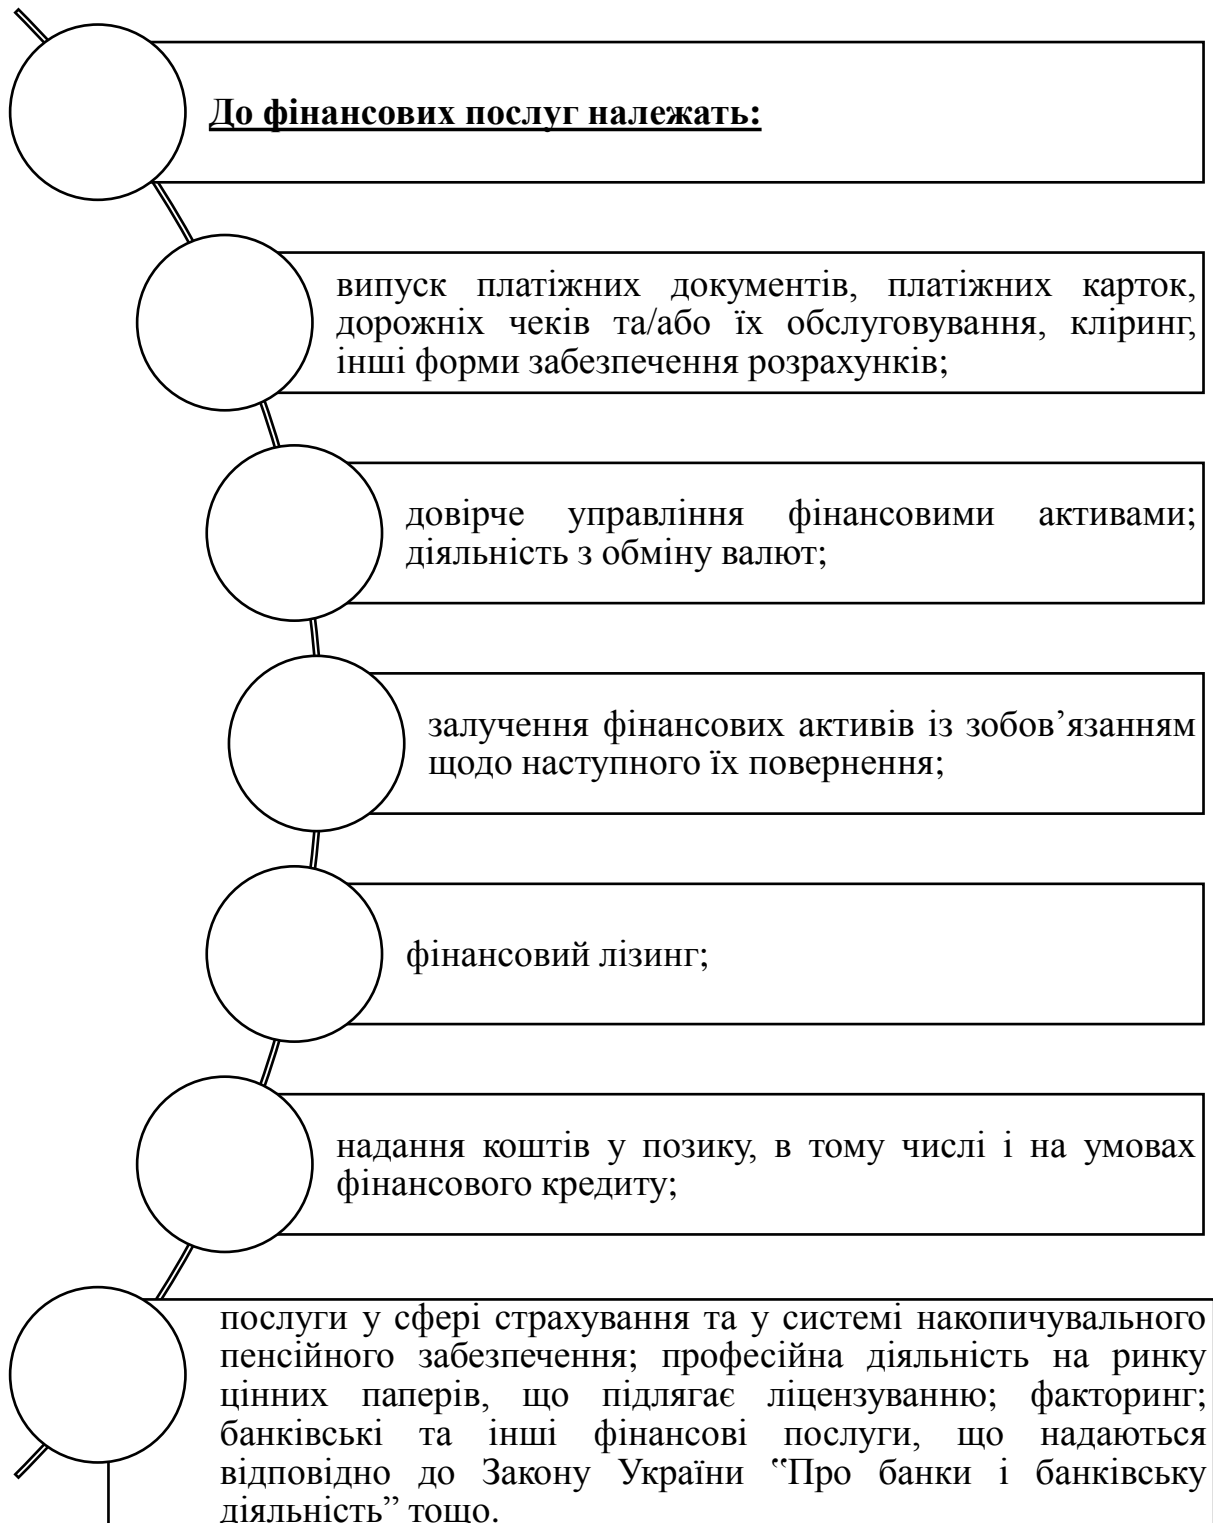 До фінансових послуг належать:
випуск платіжних документів, платіжних карток,
дорожніх чеків та/або їх обслуговування, кліринг,
інші форми забезпечення розрахунків;
довірче управління фінансовими активами;
діяльність з обміну валют;
залучення фінансових активів із зобов’язанням
щодо наступного їх повернення;
фінансовий лізинг;
надання коштів у позику, в тому числі і на умовах
фінансового кредиту;
послуги у сфері страхування та у системі накопичувального
пенсійного забезпечення; професійна діяльність на ринку
цінних паперів, що підлягає ліцензуванню; факторинг;
банківські та інші фінансові послуги, що надаються
відповідно до Закону України “Про банки і банківську
діяльність” тощо.